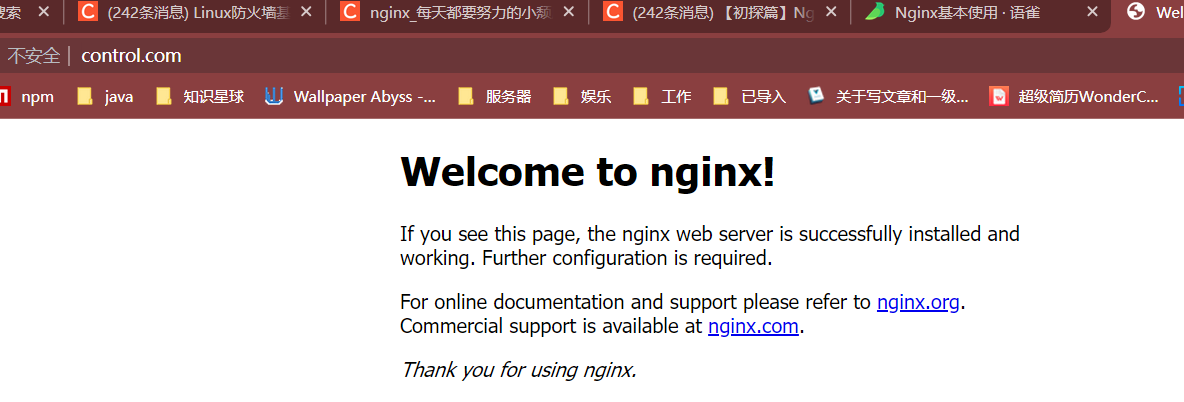 搜索 (242条消息) Linux防火墙基 nginx_每天都要努力的小颓 (242条消息) 【初探篇】Ng Nginx基本使用 · 语雀 Wel
不安全 control.com
npm java 知识星球 Wallpaper Abyss -... 服务器 娱乐 工作 已导入 关于写文章和一级... 超级简历WonderC...
Welcome to nginx!
If you see this page, the nginx web server is successfully installed and
working. Further configuration is required.
For online documentation and support please refer to nginx.org.
Commercial support is available at nginx.com.
Thank you for using nginx.